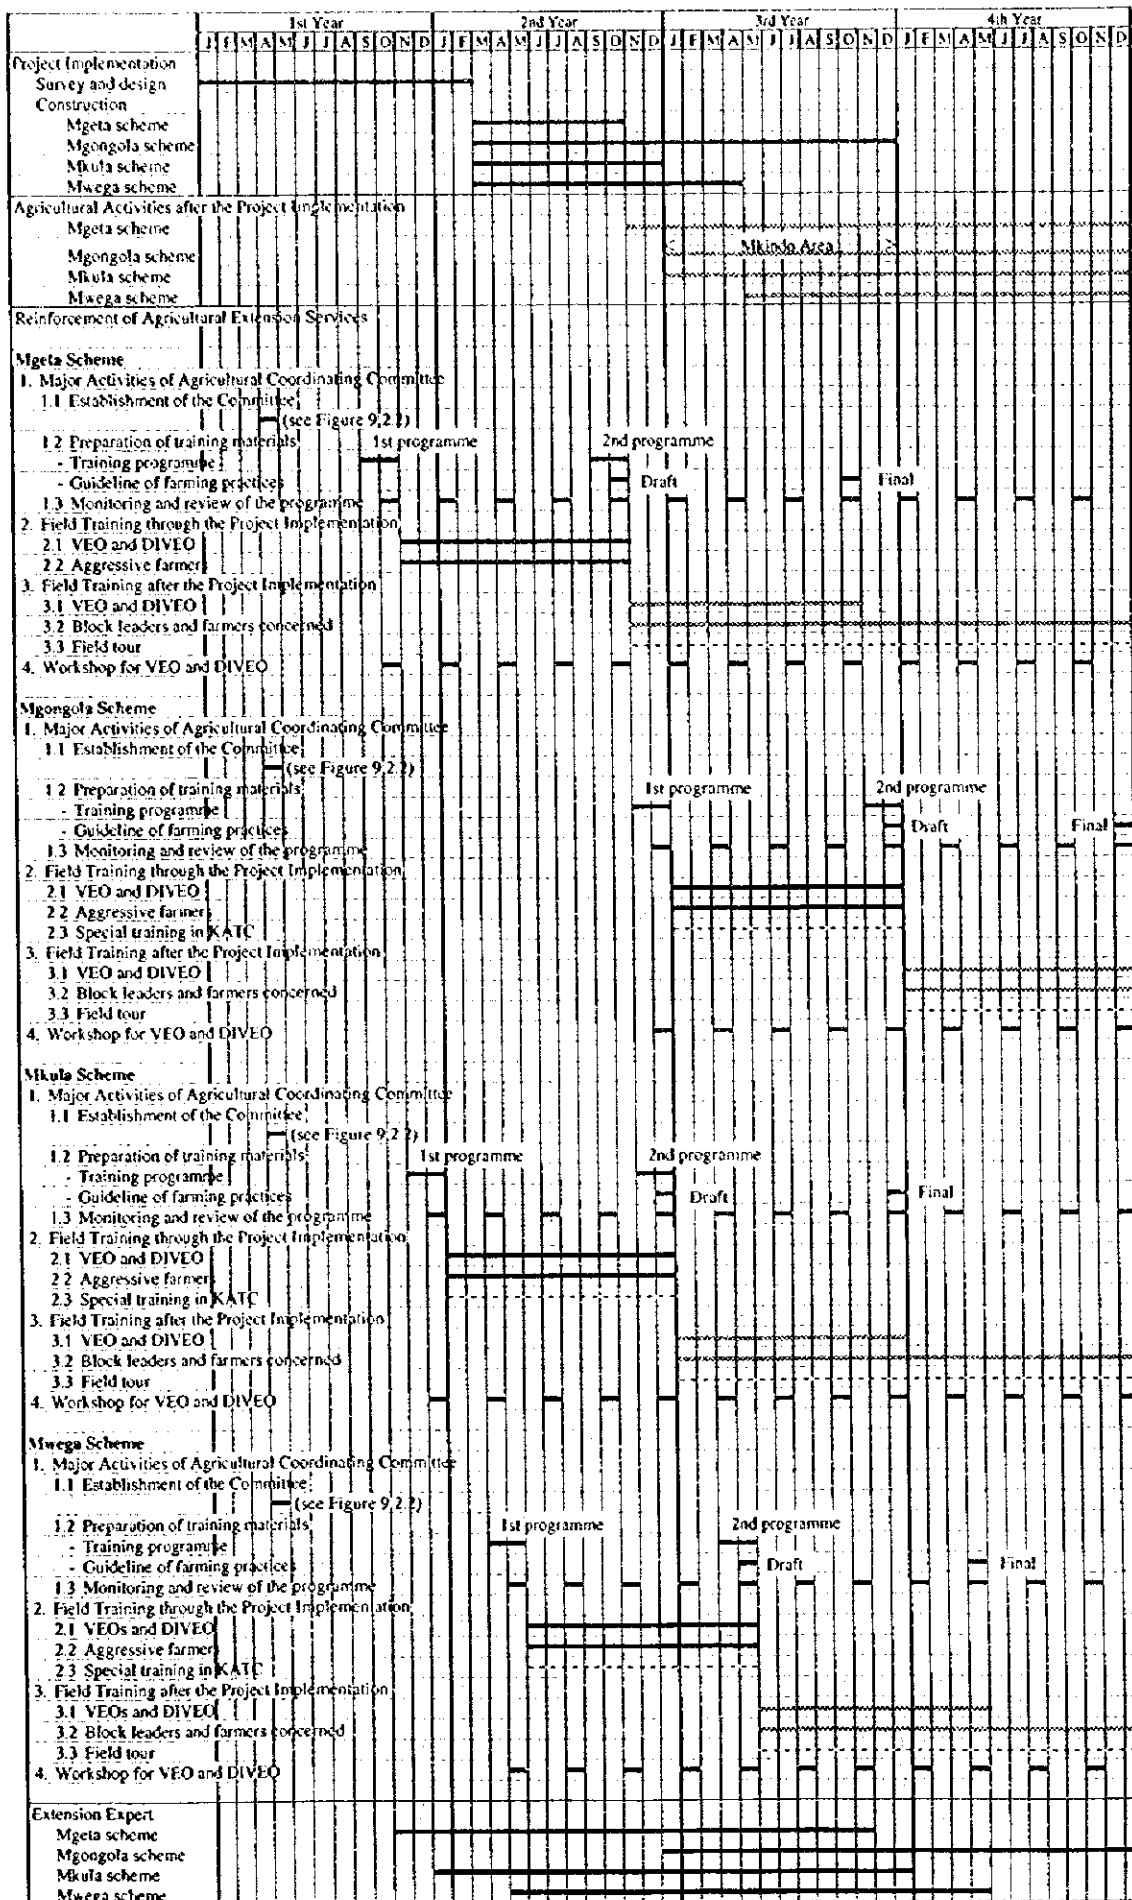 1st Year 2nd Year 3rd Year 4th Year
J F M A M J J A S O N D J F M A M J J A S O N D J F M A M J J A S O N D J F M A M J J A S O N D
Project Implementation
Survey and design
Construction
Mgeta scheme
Mgongola scheme
Mkula scheme
Mwega scheme
Agricultural Activities after the Project Implementation
Mgeta scheme
Mgongola scheme < Mkindo Area >
Mkula scheme
Mwega scheme
Reinforcement of Agricultural Extension Services
Mgeta Scheme
1. Major Activities of Agricultural Coordinating Committee
1.1 Establishment of the Committee
(see Figure 9.2.2)
1.2 Preparation of training materials 1st programme 2nd programme
- Training programme
- Guideline of farming practices Draft Final
1.3 Monitoring and review of the programme
2. Field Training through the Project Implementation
2.1 VEO and DIVEO
2.2 Aggressive farmer
3. Field Training after the Project Implementation
3.1 VEO and DIVEO
3.2 Block leaders and farmers concerned
3.3 Field tour
4. Workshop for VEO and DIVEO
Mgongola Scheme
1. Major Activities of Agricultural Coordinating Committee
1.1 Establishment of the Committee
(see Figure 9.2.2)
1.2 Preparation of training materials 1st programme 2nd programme
- Training programme
- Guideline of farming practices Draft Final
1.3 Monitoring and review of the programme
2. Field Training through the Project Implementation
2.1 VEO and DIVEO
2.2 Aggressive farmer
2.3 Special training in KATC
3. Field Training after the Project Implementation
3.1 VEO and DIVEO
3.2 Block leaders and farmers concerned
3.3 Field tour
4. Workshop for VEO and DIVEO
Mkula Scheme
1. Major Activities of Agricultural Coordinating Committee
1.1 Establishment of the Committee
(see Figure 9.2.2)
1.2 Preparation of training materials 1st programme 2nd programme
- Training programme
- Guideline of farming practices Draft Final
1.3 Monitoring and review of the programme
2. Field Training through the Project Implementation
2.1 VEO and DIVEO
2.2 Aggressive farmer
2.3 Special training in KATC
3. Field Training after the Project Implementation
3.1 VEO and DIVEO
3.2 Block leaders and farmers concerned
3.3 Field tour
4. Workshop for VEO and DIVEO
Mwega Scheme
1. Major Activities of Agricultural Coordinating Committee
1.1 Establishment of the Committee
(see Figure 9.2.2)
1.2 Preparation of training materials 1st programme 2nd programme
- Training programme
- Guideline of farming practices Draft Final
1.3 Monitoring and review of the programme
2. Field Training through the Project Implementation
2.1 VEOs and DIVEO
2.2 Aggressive farmer
2.3 Special training in KATC
3. Field Training after the Project Implementation
3.1 VEOs and DIVEO
3.2 Block leaders and farmers concerned
3.3 Field tour
4. Workshop for VEO and DIVEO
Extension Expert
Mgeta scheme
Mgongola scheme
Mkula scheme
Mwega scheme